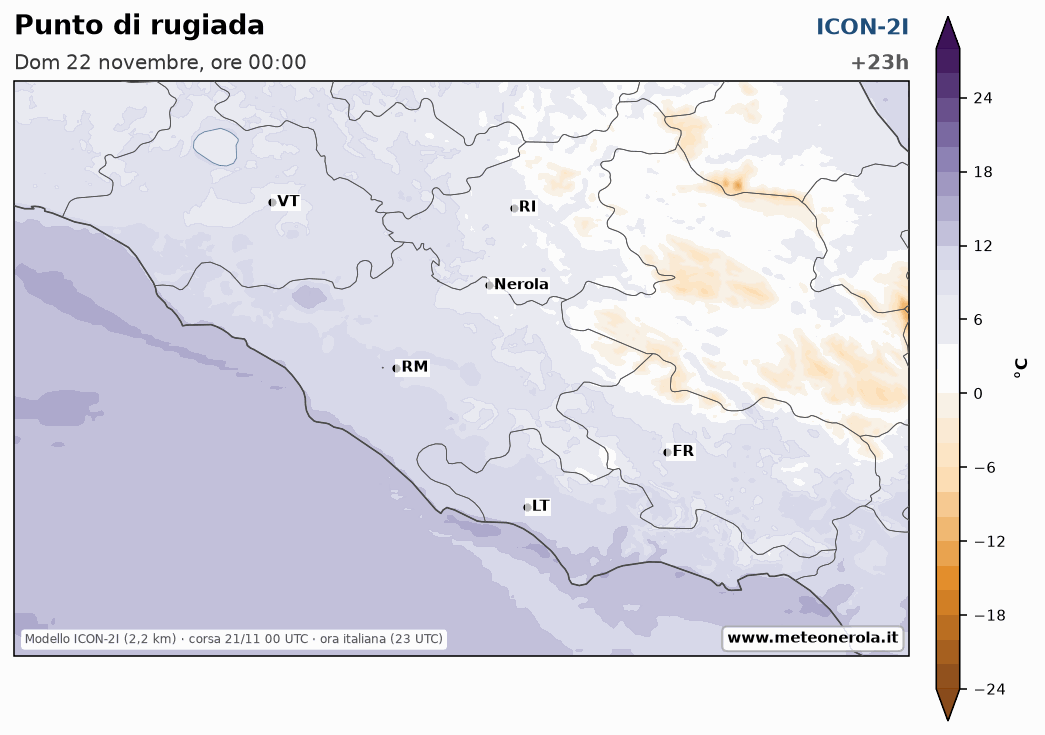 Punto di rugiada
ICON-2I
Dom 22 novembre, ore 00:00
+23h
24
18
12
6
0
−6
−12
−18
−24
°C
VT
RI
Nerola
RM
FR
LT
Modello ICON-2I (2,2 km) · corsa 21/11 00 UTC · ora italiana (23 UTC)
www.meteonerola.it